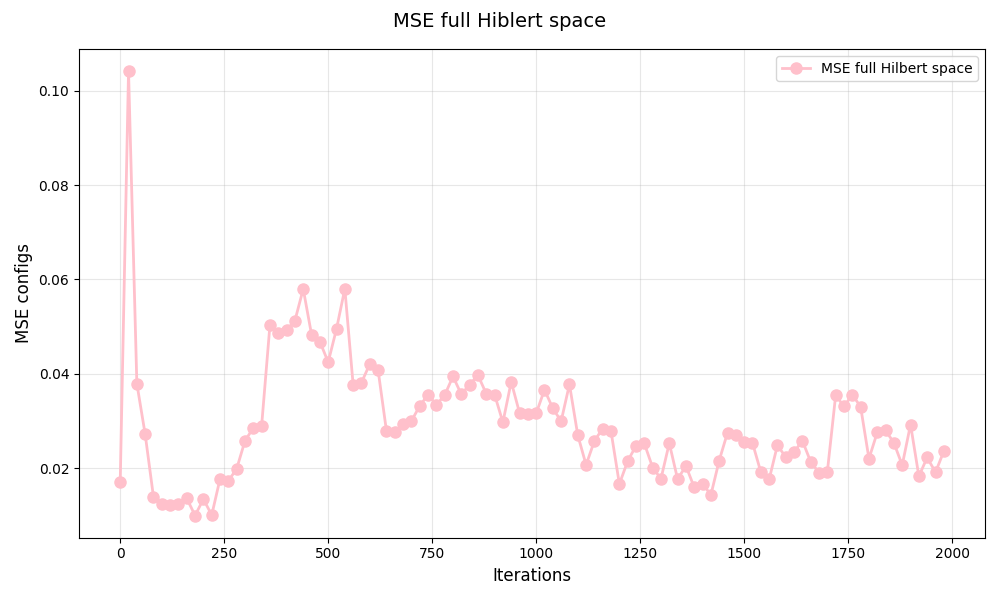 MSE full Hiblert space
MSE full Hilbert space
0.10
0.08
0.06
0.04
0.02
MSE configs
0 250 500 750 1000 1250 1500 1750 2000
Iterations